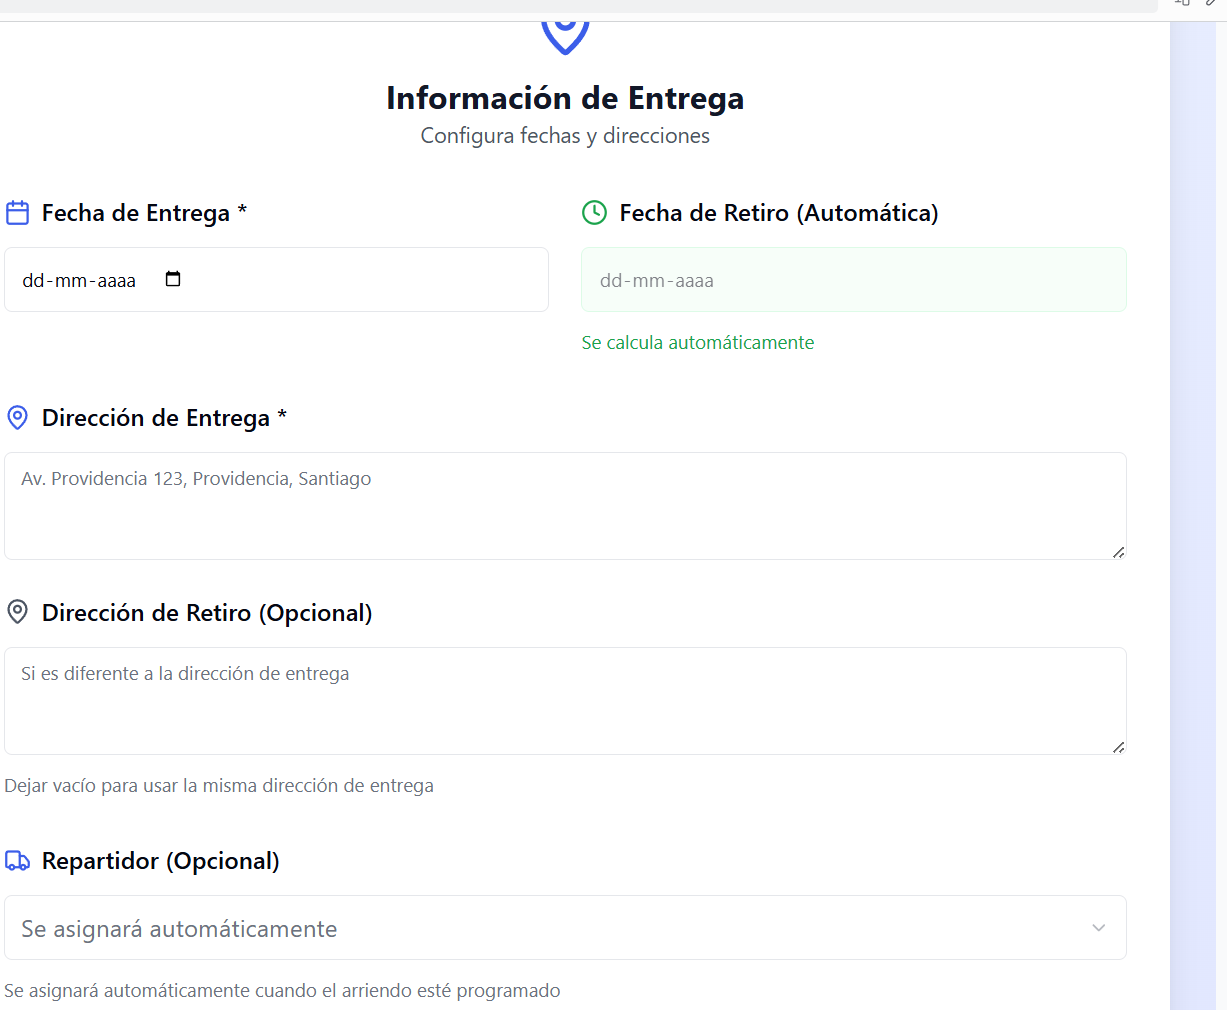 Información de Entrega
Configura fechas y direcciones
Fecha de Entrega *
Fecha de Retiro (Automática)
dd-mm-aaaa
dd-mm-aaaa
Se calcula automáticamente
Dirección de Entrega *
Av. Providencia 123, Providencia, Santiago
Dirección de Retiro (Opcional)
Si es diferente a la dirección de entrega
Dejar vacío para usar la misma dirección de entrega
Repartidor (Opcional)
Se asignará automáticamente
Se asignará automáticamente cuando el arriendo esté programado